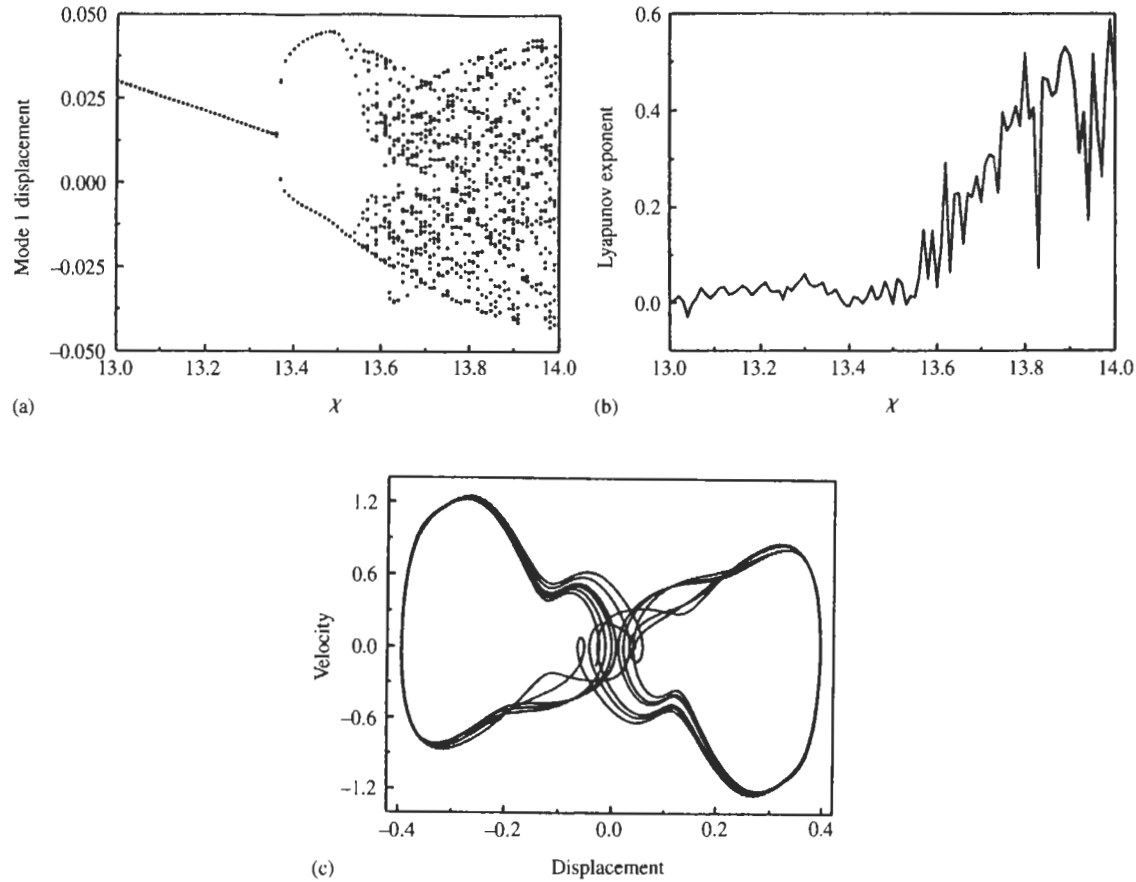 0.050
0.025
0.000
−0.025
−0.050
Mode 1 displacement
13.0 13.2 13.4 13.6 13.8 14.0
(a) χ
0.6
0.4
0.2
0.0
Lyapunov exponent
13.0 13.2 13.4 13.6 13.8 14.0
(b) χ
1.2
0.6
0.0
−0.6
−1.2
Velocity
−0.4 −0.2 0.0 0.2 0.4
(c) Displacement